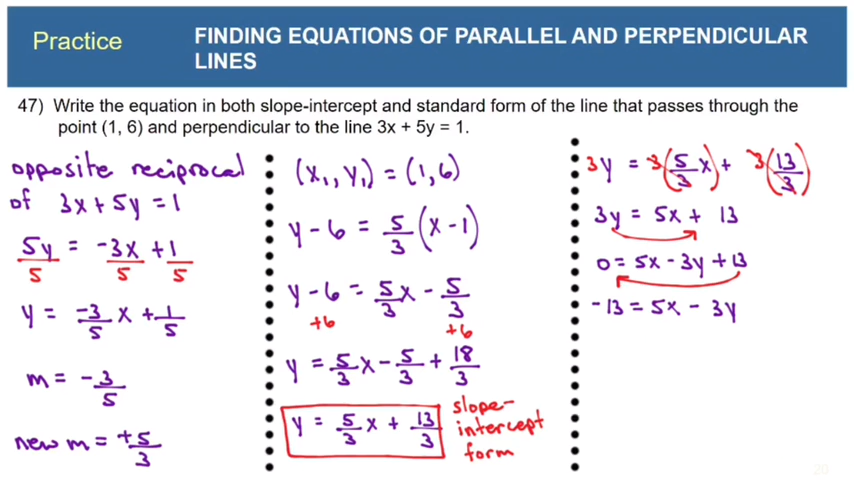 Practice
FINDING EQUATIONS OF PARALLEL AND PERPENDICULAR
LINES
47) Write the equation in both slope-intercept and standard form of the line that passes through the
point (1, 6) and perpendicular to the line 3x + 5y = 1.
opposite reciprocal
of 3x + 5y = 1
5y = -3x + 1
5 5 5
y = -3/5 x + 1/5
m = -3/5
new m = +5/3
(x₁, y₁) = (1, 6)
y - 6 = 5/3 (x - 1)
y - 6 = 5/3 x - 5/3
+6 +6
y = 5/3 x - 5/3 + 18/3
y = 5/3 x + 13/3
slope-
intercept
form
3y = 3(5/3 x) + 3(13/3)
3y = 5x + 13
0 = 5x - 3y + 13
-13 = 5x - 3y
20